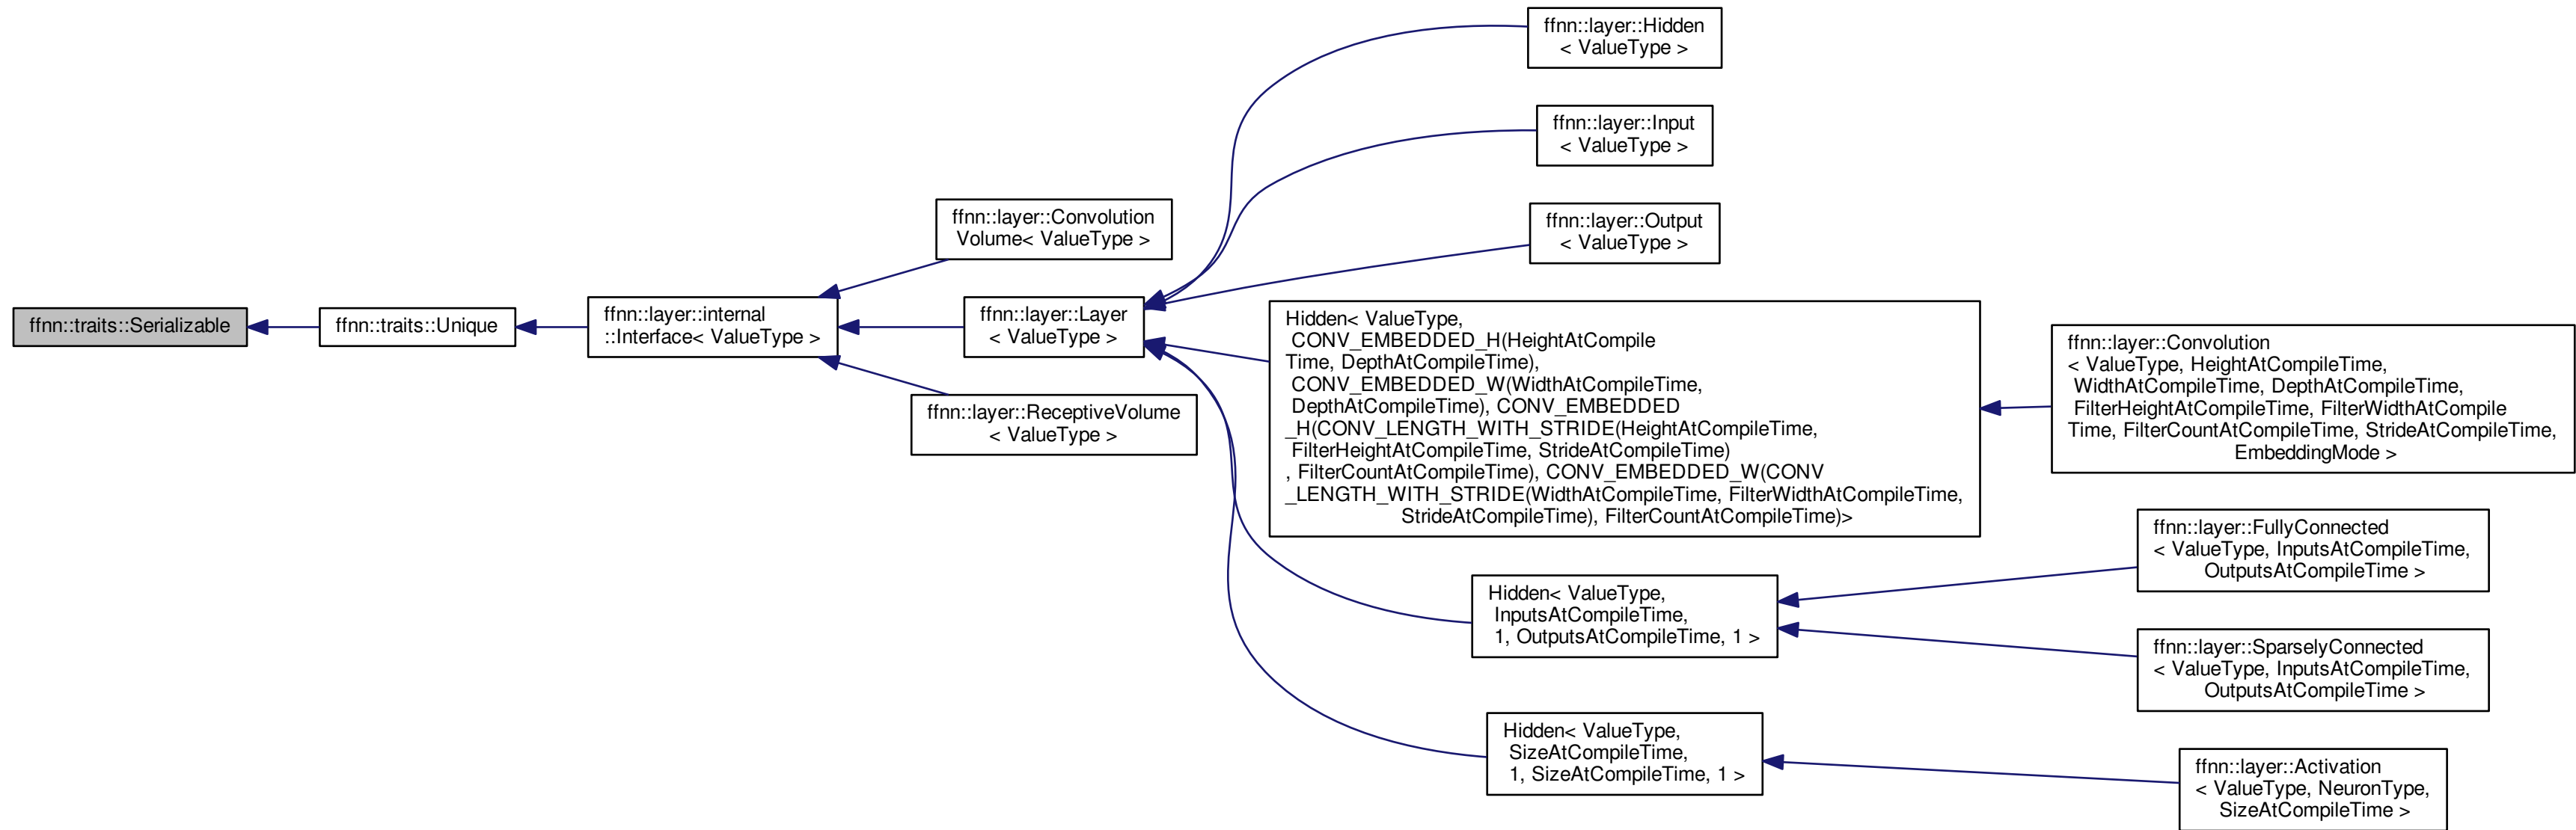 ffnn::traits::Serializable
ffnn::traits::Unique
ffnn::layer::internal
::Interface< ValueType >
ffnn::layer::Convolution
Volume< ValueType >
ffnn::layer::Layer
< ValueType >
ffnn::layer::ReceptiveVolume
< ValueType >
ffnn::layer::Hidden
< ValueType >
ffnn::layer::Input
< ValueType >
ffnn::layer::Output
< ValueType >
Hidden< ValueType,
CONV_EMBEDDED_H(HeightAtCompile
Time, DepthAtCompileTime),
CONV_EMBEDDED_W(WidthAtCompileTime,
DepthAtCompileTime), CONV_EMBEDDED
_H(CONV_LENGTH_WITH_STRIDE(HeightAtCompileTime,
FilterHeightAtCompileTime, StrideAtCompileTime)
, FilterCountAtCompileTime), CONV_EMBEDDED_W(CONV
_LENGTH_WITH_STRIDE(WidthAtCompileTime, FilterWidthAtCompileTime,
StrideAtCompileTime), FilterCountAtCompileTime)>
Hidden< ValueType,
InputsAtCompileTime,
1, OutputsAtCompileTime, 1 >
Hidden< ValueType,
SizeAtCompileTime,
1, SizeAtCompileTime, 1 >
ffnn::layer::Convolution
< ValueType, HeightAtCompileTime,
WidthAtCompileTime, DepthAtCompileTime,
FilterHeightAtCompileTime, FilterWidthAtCompile
Time, FilterCountAtCompileTime, StrideAtCompileTime,
EmbeddingMode >
ffnn::layer::FullyConnected
< ValueType, InputsAtCompileTime,
OutputsAtCompileTime >
ffnn::layer::SparselyConnected
< ValueType, InputsAtCompileTime,
OutputsAtCompileTime >
ffnn::layer::Activation
< ValueType, NeuronType,
SizeAtCompileTime >